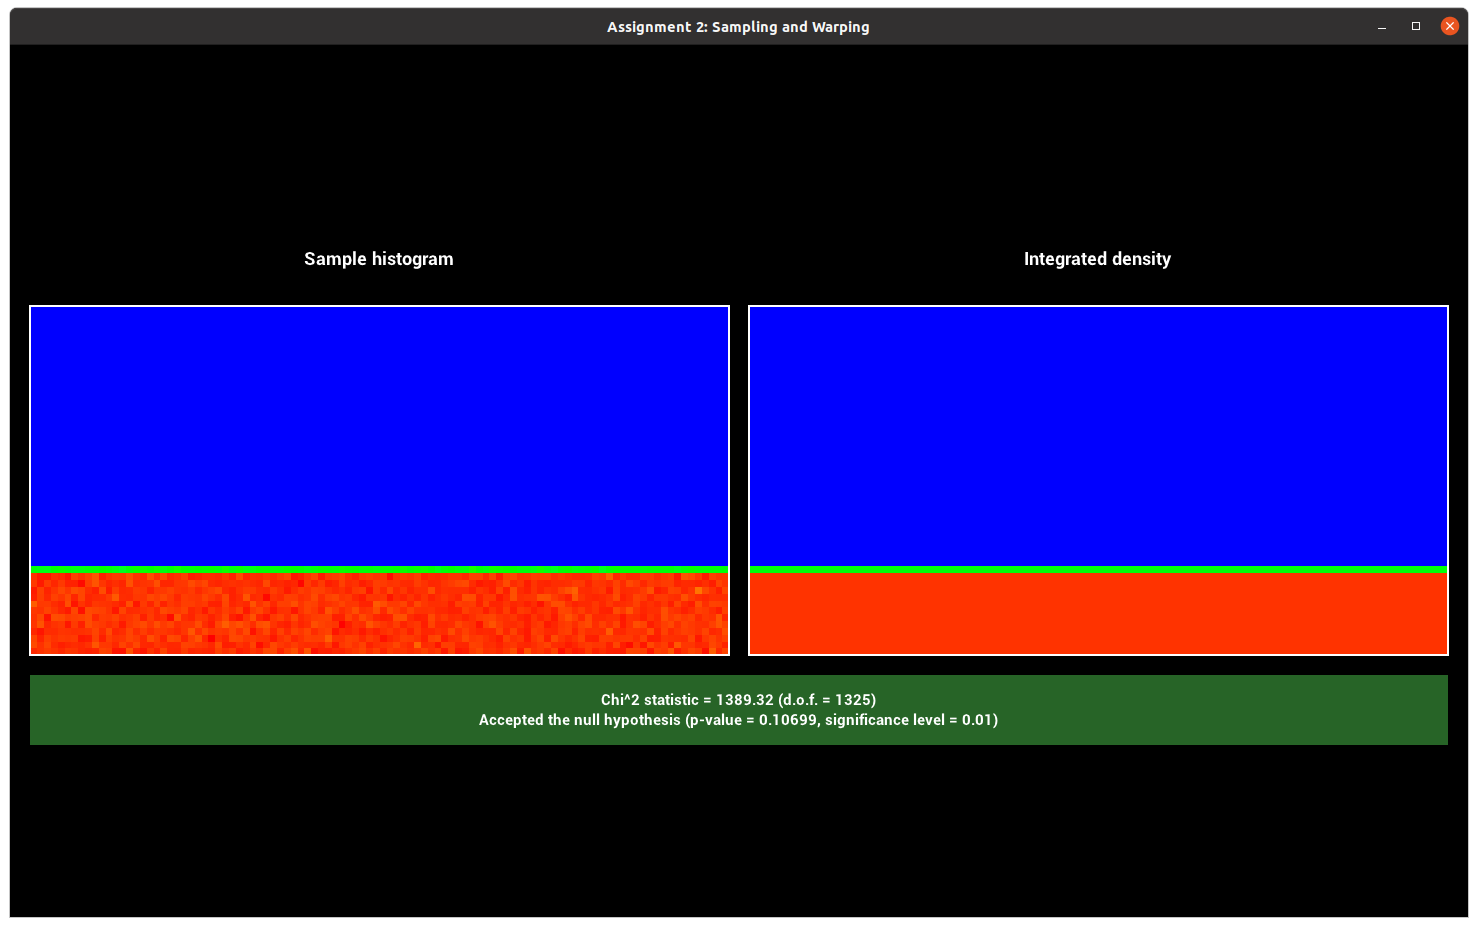 Assignment 2: Sampling and Warping
Sample histogram
Integrated density
Chi^2 statistic = 1389.32 (d.o.f. = 1325)
Accepted the null hypothesis (p-value = 0.10699, significance level = 0.01)